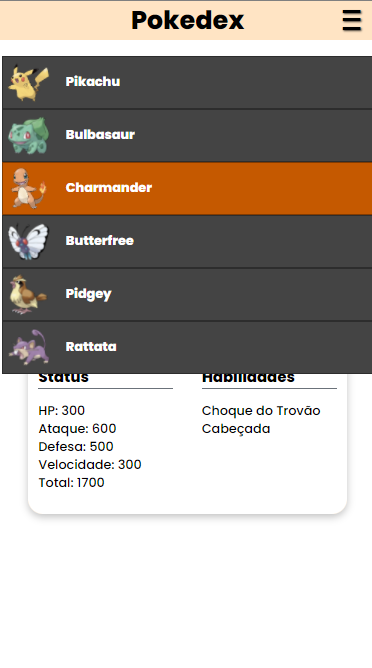 Pokedex
Pikachu
Bulbasaur
Charmander
Butterfree
Pidgey
Rattata
Status
Habilidades
HP: 300
Ataque: 600
Defesa: 500
Velocidade: 300
Total: 1700
Choque do Trovão
Cabeçada